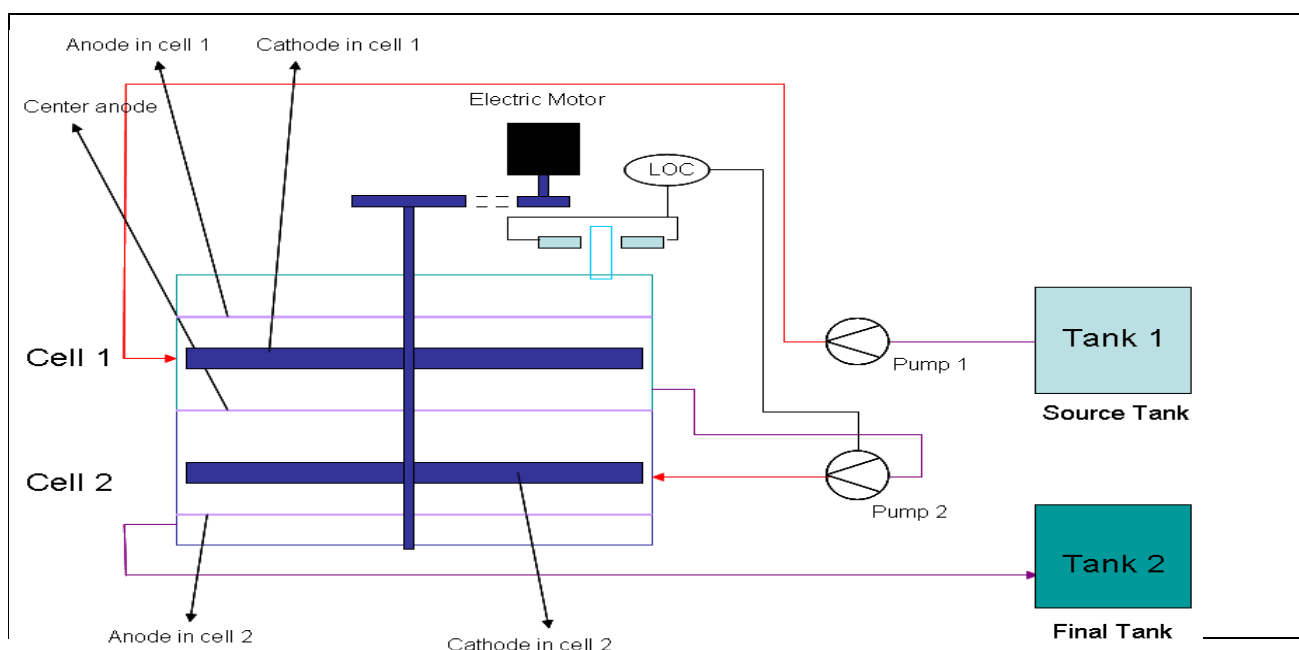 Anode in cell 1
Cathode in cell 1
Center anode
Electric Motor
LOC
Cell 1
Pump 1
Tank 1
Source Tank
Cell 2
Pump 2
Tank 2
Final Tank
Anode in cell 2
Cathode in cell 2